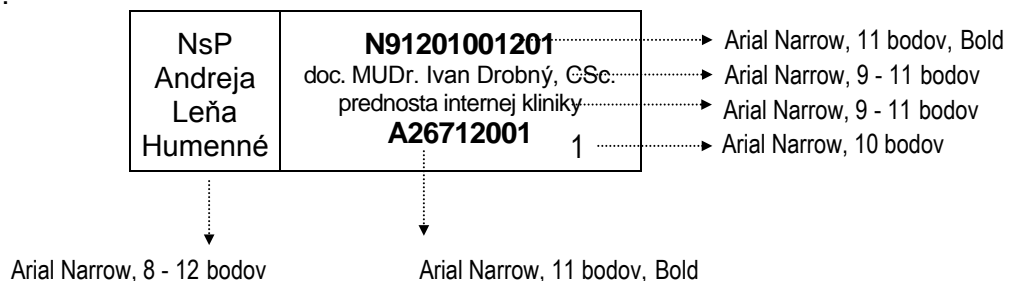 NsP
Andreja
Leňa
Humenné
N91201001201
doc. MUDr. Ivan Drobný, CSc.
prednosta internej kliniky
A26712001
1
Arial Narrow, 11 bodov, Bold
Arial Narrow, 9 - 11 bodov
Arial Narrow, 9 - 11 bodov
Arial Narrow, 10 bodov
Arial Narrow, 8 - 12 bodov
Arial Narrow, 11 bodov, Bold